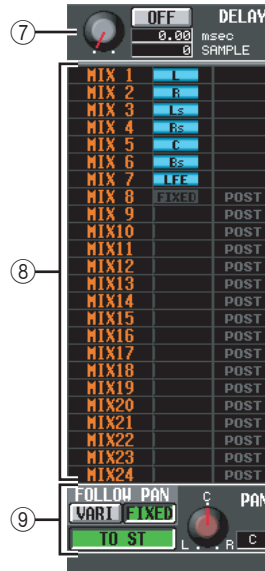 ⑦ OFF DELAY
0.00 msec
0 SAMPLE
⑧
MIX 1 L
MIX 2 R
MIX 3 Ls
MIX 4 Rs
MIX 5 C
MIX 6 Bs
MIX 7 LFE
MIX 8 FIXED POST
MIX 9 POST
MIX10 POST
MIX11 POST
MIX12 POST
MIX13 POST
MIX14 POST
MIX15 POST
MIX16 POST
MIX17 POST
MIX18 POST
MIX19 POST
MIX20 POST
MIX21 POST
MIX22 POST
MIX23 POST
MIX24 POST
⑨ FOLLOW PAN C PAN
VARI FIXED
TO ST L R C